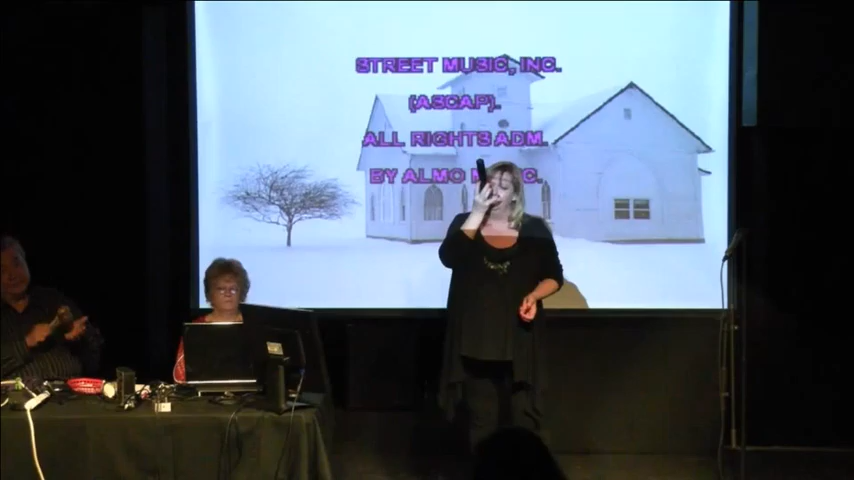 STREET MUSIC, INC.
(ASCAP).
ALL RIGHTS ADM.
BY ALMO C.